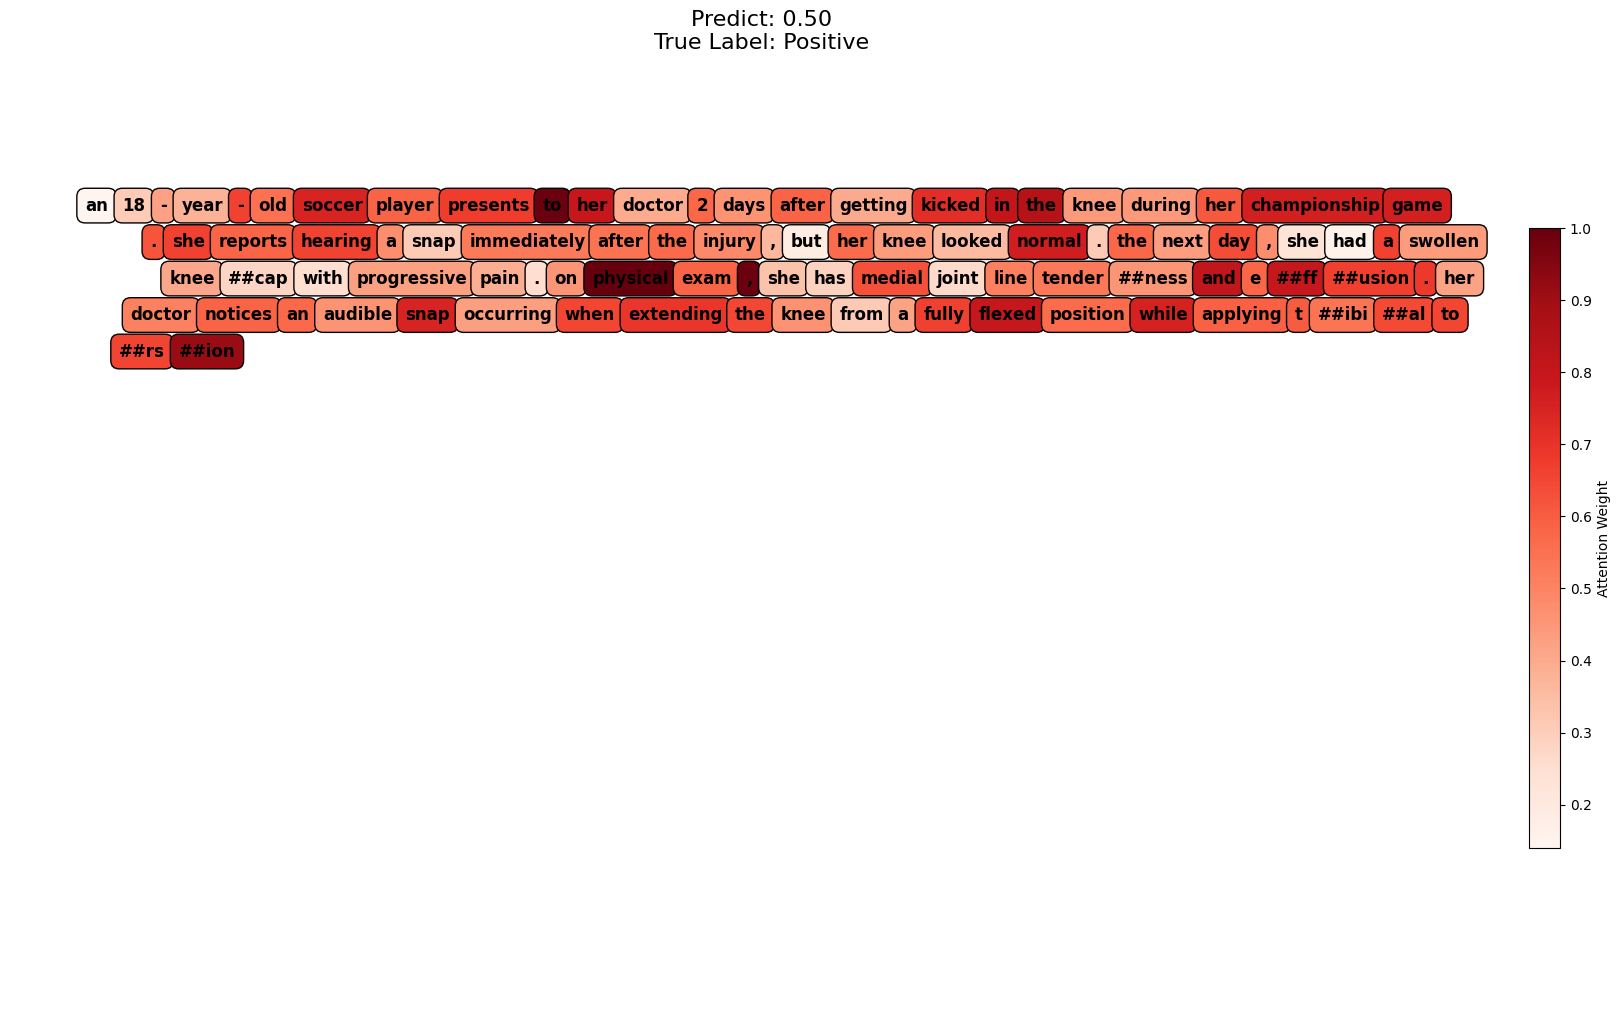 Predict: 0.50
True Label: Positive
an 18 - year - old soccer player presents to her doctor 2 days after getting kicked in the knee during her championship game
. she reports hearing a snap immediately after the injury , but her knee looked normal . the next day , she had a swollen
knee ##cap with progressive pain . on physical exam , she has medial joint line tender ##ness and e ##ff ##usion . her
doctor notices an audible snap occurring when extending the knee from a fully flexed position while applying t ##ibi ##al to
##rs ##ion
1.0
0.9
0.8
0.7
0.6
0.5
0.4
0.3
0.2
Attention Weight